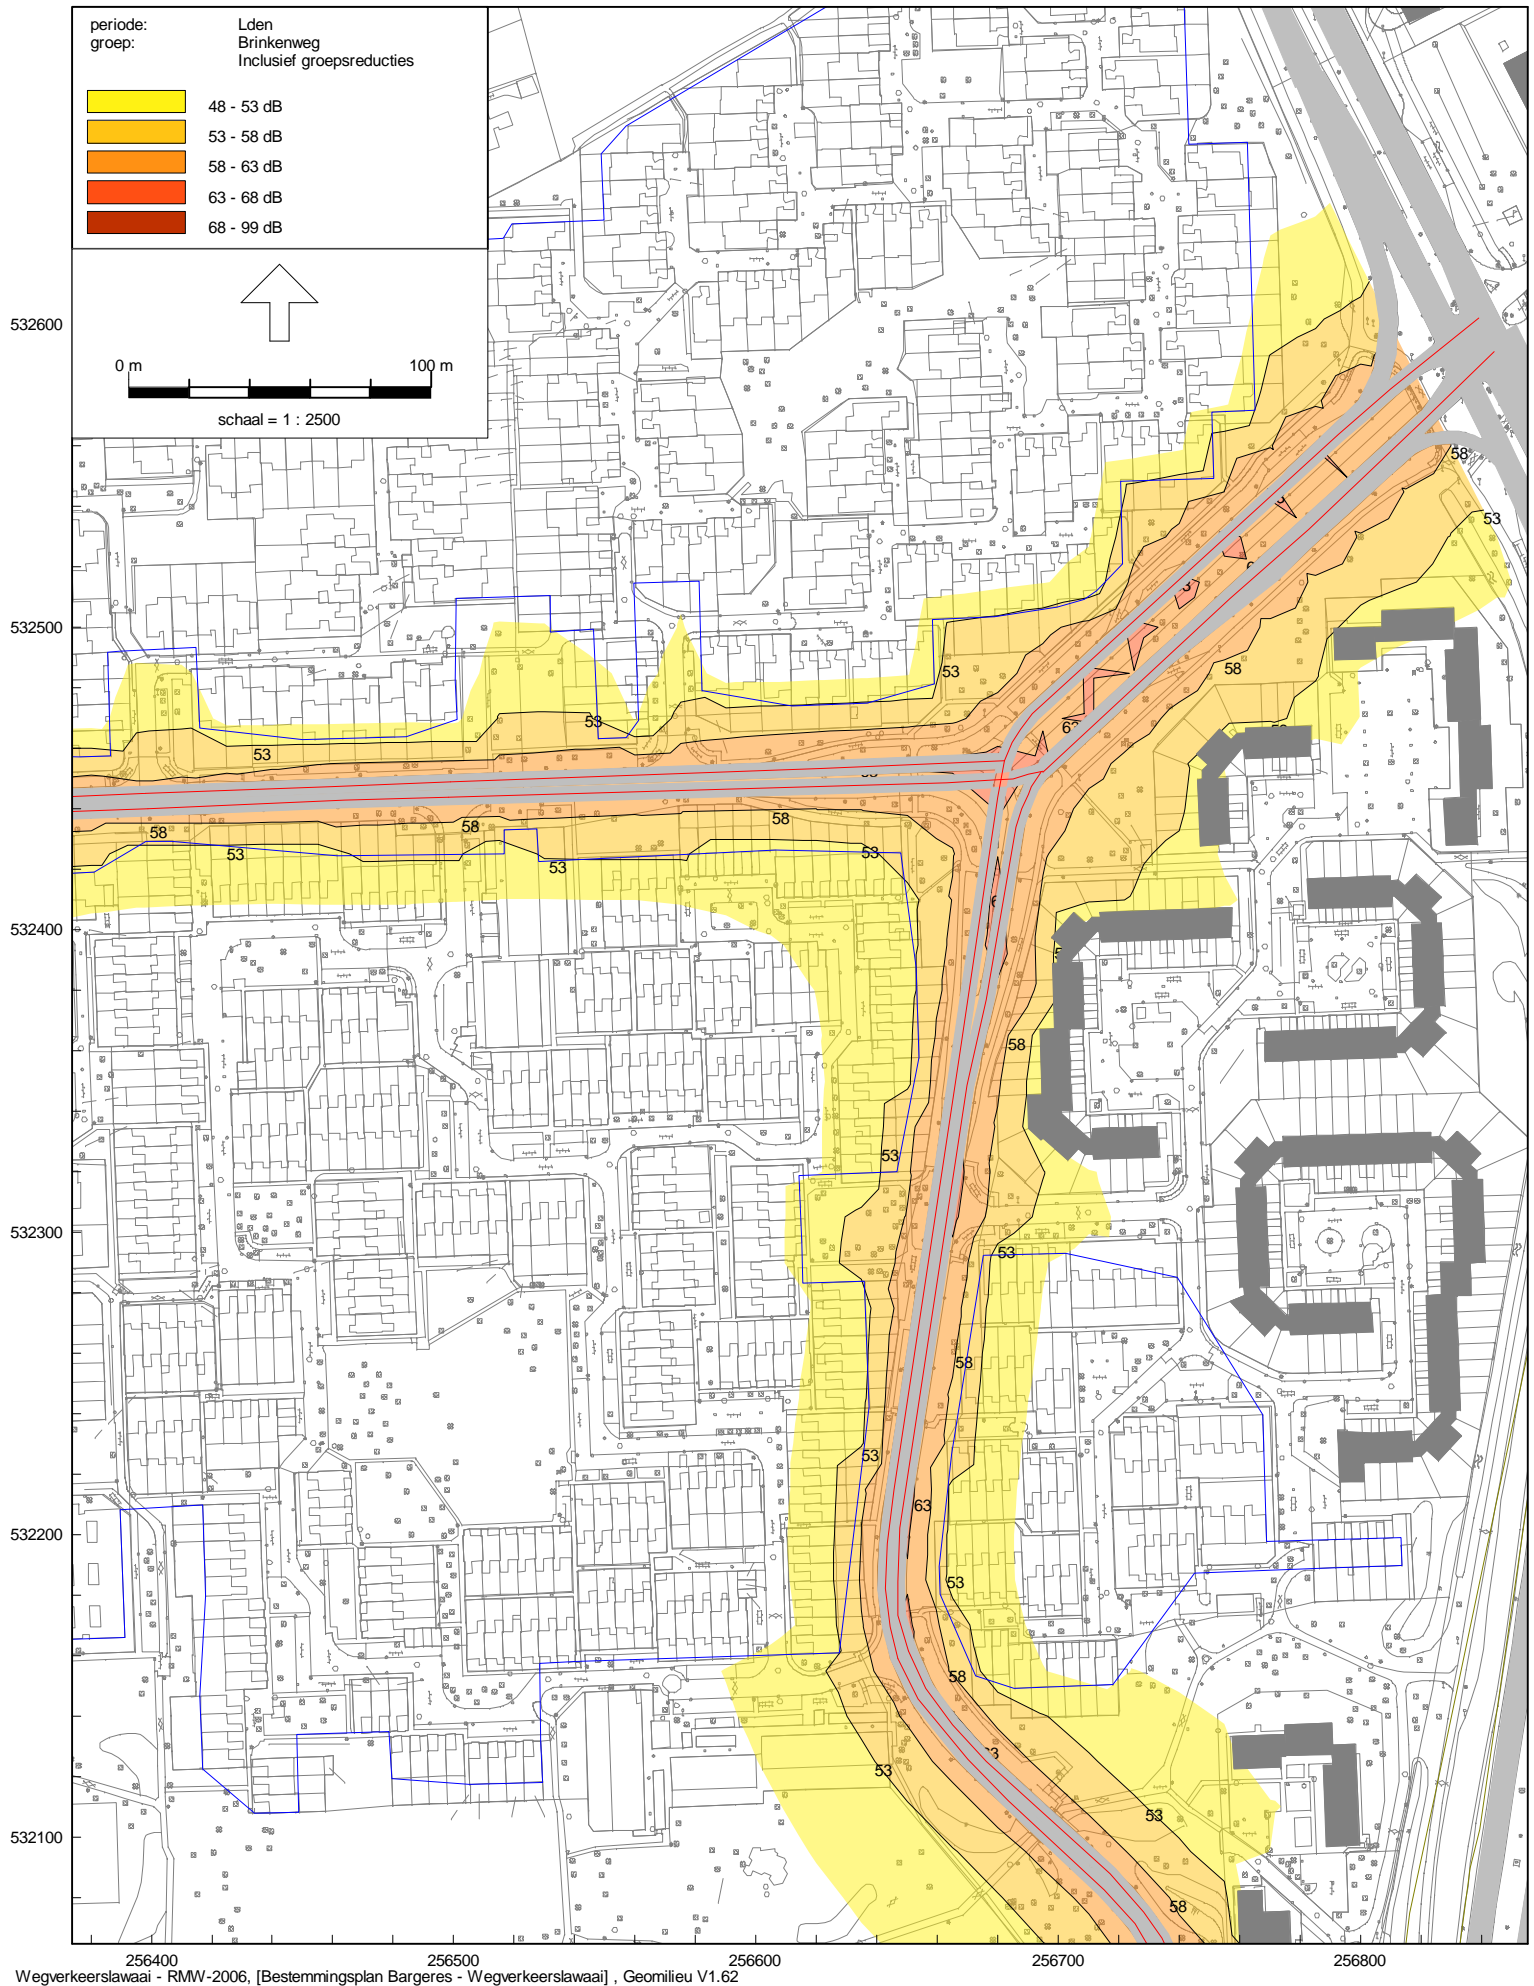 periode: Lden
groep: Brinkenweg
Inclusief groepsreducties
48 - 53 dB
53 - 58 dB
58 - 63 dB
63 - 68 dB
68 - 99 dB
0 m 100 m
schaal = 1 : 2500
532600
532500
532400
532300
532200
532100
58
53
53
58
53
53
58
58
58
53
53
53
58
53
53
58
53
63
53
58
53
53
58
256400 256500 256600 256700 256800
Wegverkeerslawaai - RMW-2006, [Bestemmingsplan Bargeres - Wegverkeerslawaai] , Geomilieu V1.62